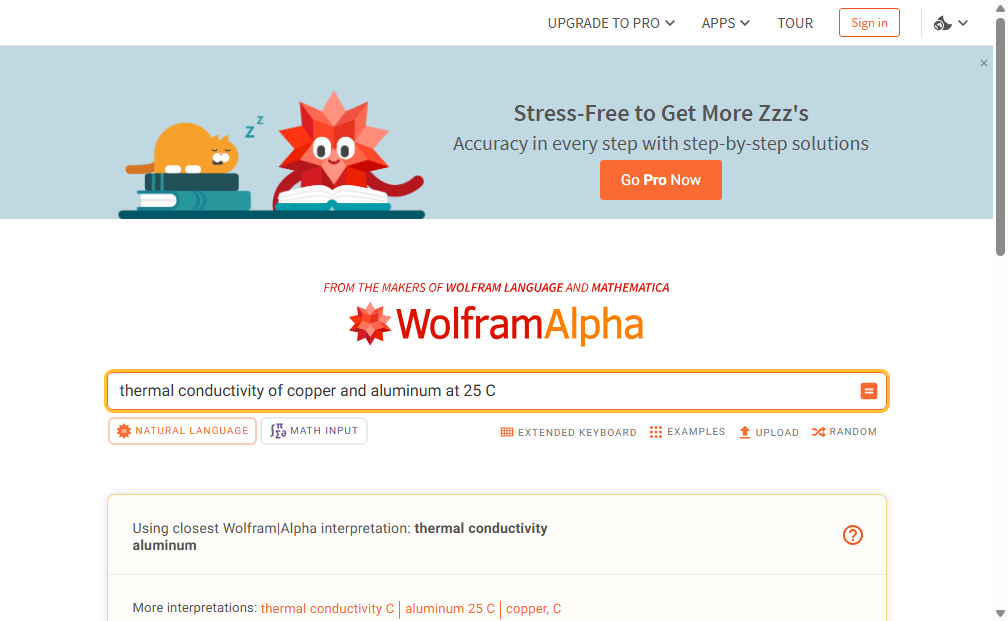 UPGRADE TO PRO APPS TOUR Sign in
×
Stress-Free to Get More Zzz's
Accuracy in every step with step-by-step solutions
Go Pro Now
z z
FROM THE MAKERS OF WOLFRAM LANGUAGE AND MATHEMATICA
WolframAlpha
thermal conductivity of copper and aluminum at 25 C
NATURAL LANGUAGE MATH INPUT EXTENDED KEYBOARD EXAMPLES UPLOAD RANDOM
Using closest Wolfram|Alpha interpretation: thermal conductivity
aluminum
More interpretations: thermal conductivity C | aluminum 25 C | copper, C